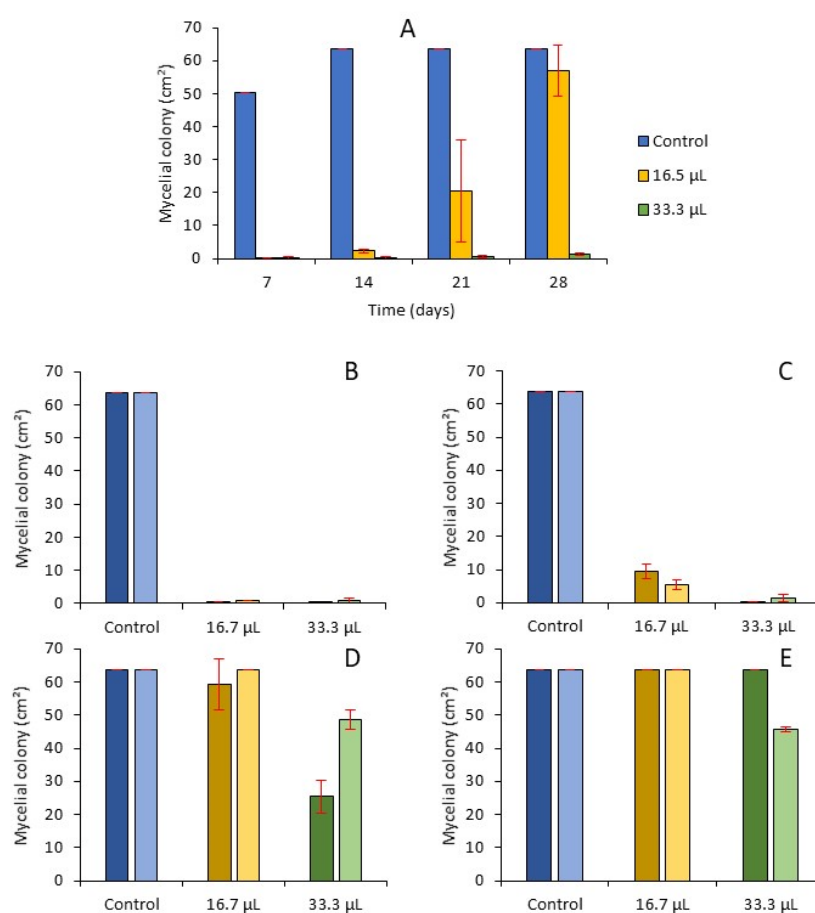 A
Mycelial colony (cm²)
70
60
50
40
30
20
10
0
7 14 21 28
Time (days)
Control
16.5 µL
33.3 µL
B
Mycelial colony (cm²)
70
60
50
40
30
20
10
0
Control 16.7 µL 33.3 µL
C
Mycelial colony (cm²)
70
60
50
40
30
20
10
0
Control 16.7 µL 33.3 µL
D
Mycelial colony (cm²)
70
60
50
40
30
20
10
0
Control 16.7 µL 33.3 µL
E
Mycelial colony (cm²)
70
60
50
40
30
20
10
0
Control 16.7 µL 33.3 µL